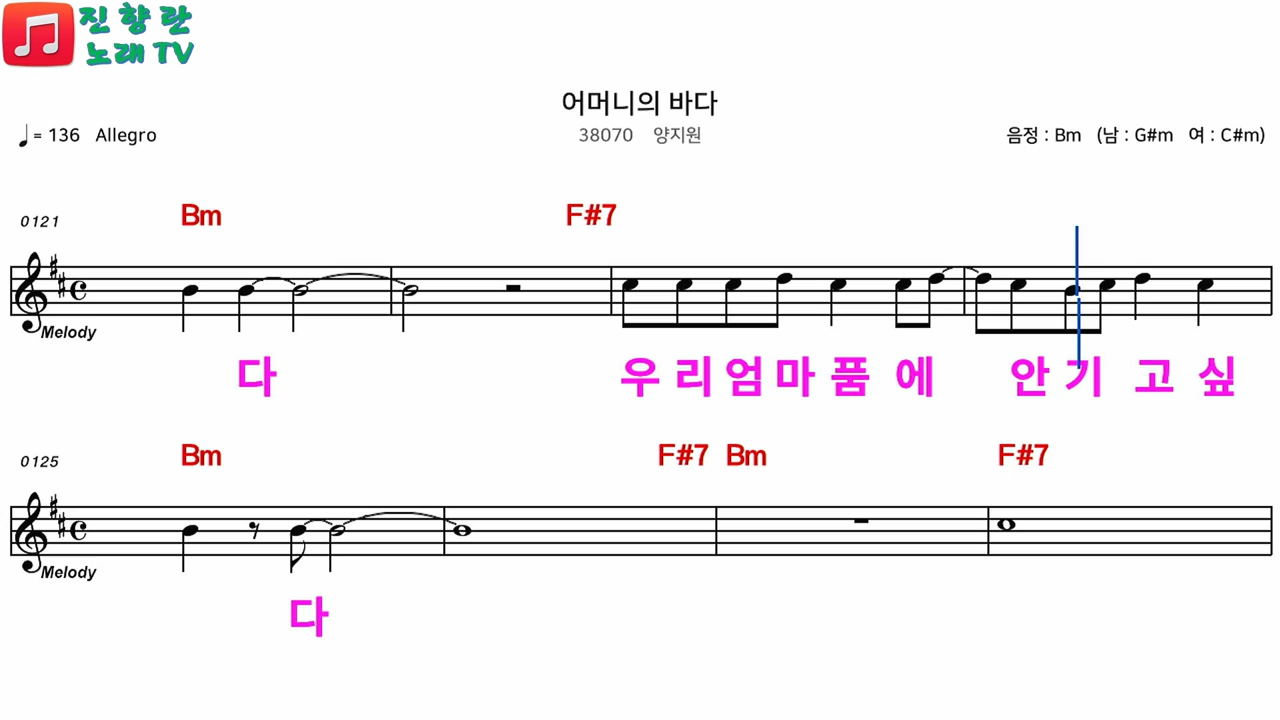 진향란
노래 TV
어머니의 바다
= 136 Allegro
38070 양지원
음정 : Bm (남 : G#m 여 : C#m)
0121 Bm F#7
Melody
다 우리엄마품에 안기고싶
0125 Bm F#7 Bm F#7
Melody
다